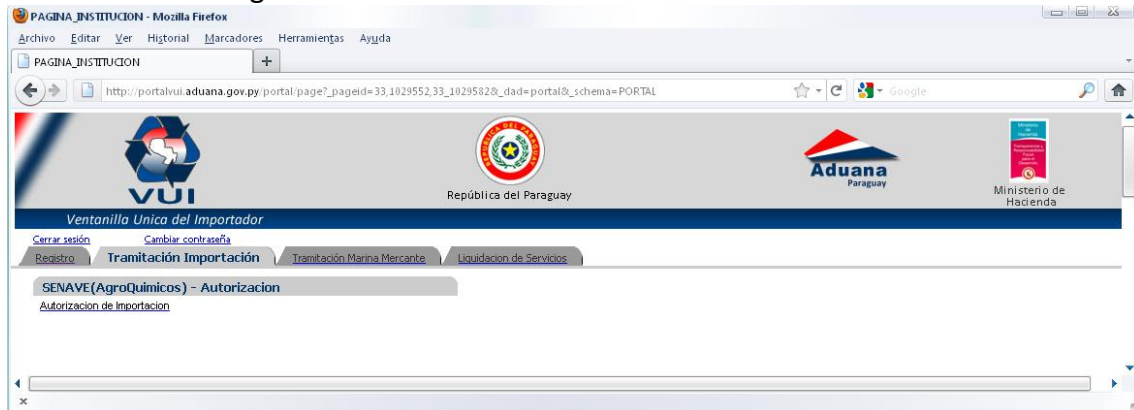 PAGINA_INSTITUCION - Mozilla Firefox
Archivo Editar Ver Historial Marcadores Herramientas Ayuda
PAGINA_INSTITUCION
http://portalvui.aduana.gov.py/portal/page?_pageid=33,1029552,33_1029582&_dad=portal&_schema=PORTAL
Google
VUI
República del Paraguay
Aduana
Paraguay
Ministerio de
Hacienda
Ventanilla Unica del Importador
Cerrar sesión Cambiar contraseña
Registro Tramitación Importación Tramitación Marina Mercante Liquidacion de Servicios
SENAVE(AgroQuimicos) - Autorizacion
Autorizacion de Importacion